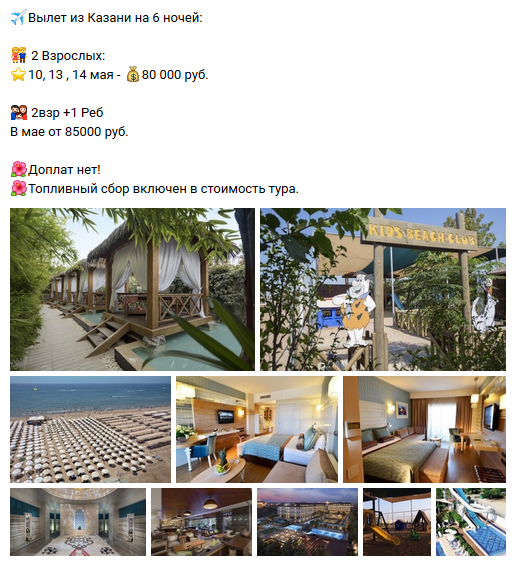 ✈️Вылет из Казани на 6 ночей:
👫 2 Взрослых:
⭐10, 13 , 14 мая - 💰80 000 руб.
👪 2взр +1 Реб
В мае от 85000 руб.
🌺Доплат нет!
🌺Топливный сбор включен в стоимость тура.
KIDS BEACH CLUB